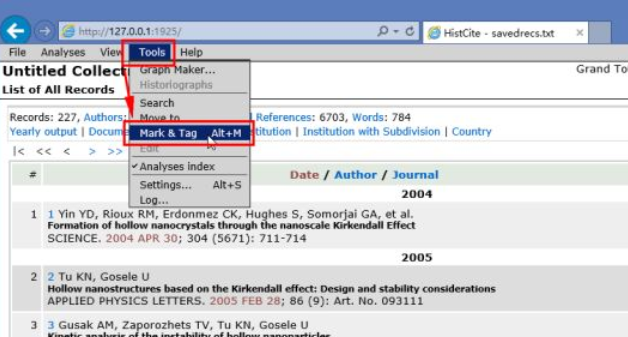 http://127.0.0.1:1925/
HistCite - savedrecs.txt
File Analyses View Tools Help
Untitled Collecti
Grand To
List of All Records
Graph Maker...
Historiographs
Search
Move to
Mark & Tag Alt+M
Edit
Analyses index
Settings... Alt+S
Log...
Records: 227, Authors: References: 6703, Words: 784
Yearly output | Docume titution | Institution with Subdivision | Country
|< << < > >>
# Date / Author / Journal
2004
1 1 Yin YD, Rioux RM, Erdonmez CK, Hughes S, Somorjai GA, et al.
Formation of hollow nanocrystals through the nanoscale Kirkendall Effect
SCIENCE. 2004 APR 30; 304 (5671): 711-714
2005
2 2 Tu KN, Gosele U
Hollow nanostructures based on the Kirkendall effect: Design and stability considerations
APPLIED PHYSICS LETTERS. 2005 FEB 28; 86 (9): Art. No. 093111
3 3 Gusak AM, Zaporozhets TV, Tu KN, Gosele U
Kinetic analysis of the instability of hollow nanoparticles